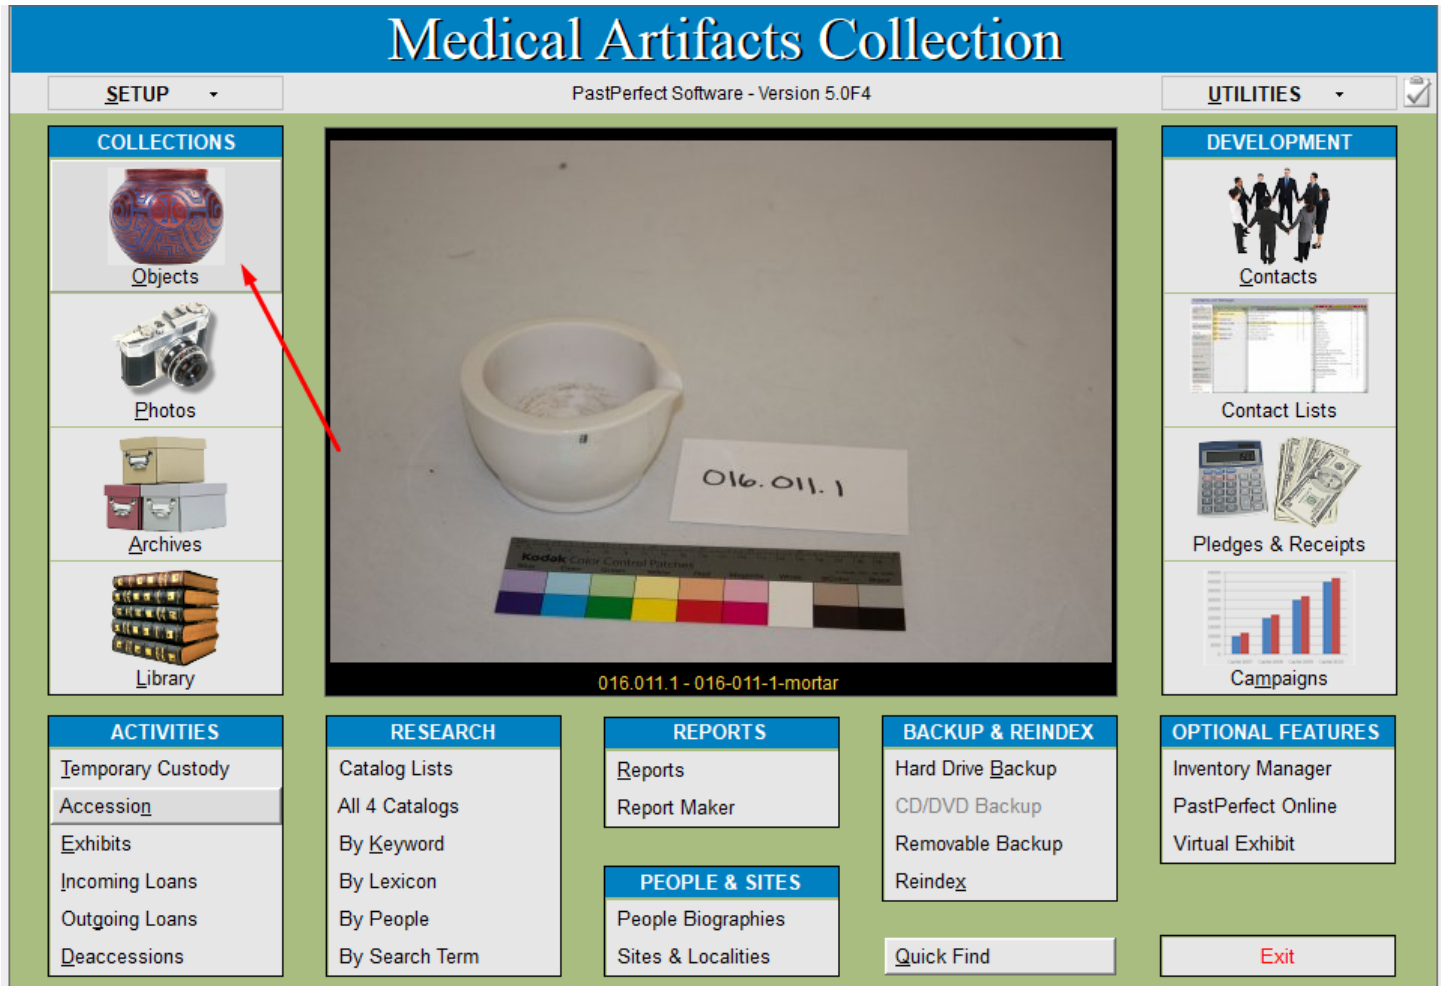 Medical Artifacts Collection
SETUP
PastPerfect Software - Version 5.0F4
UTILITIES
COLLECTIONS
Objects
Photos
Archives
Library
016.011.1
Kodak Color Control Patches
016.011.1 - 016-011-1-mortar
DEVELOPMENT
Contacts
Contact Lists
Pledges & Receipts
Campaigns
ACTIVITIES
Temporary Custody
Accession
Exhibits
Incoming Loans
Outgoing Loans
Deaccessions
RESEARCH
Catalog Lists
All 4 Catalogs
By Keyword
By Lexicon
By People
By Search Term
REPORTS
Reports
Report Maker
PEOPLE & SITES
People Biographies
Sites & Localities
BACKUP & REINDEX
Hard Drive Backup
CD/DVD Backup
Removable Backup
Reindex
Quick Find
OPTIONAL FEATURES
Inventory Manager
PastPerfect Online
Virtual Exhibit
Exit